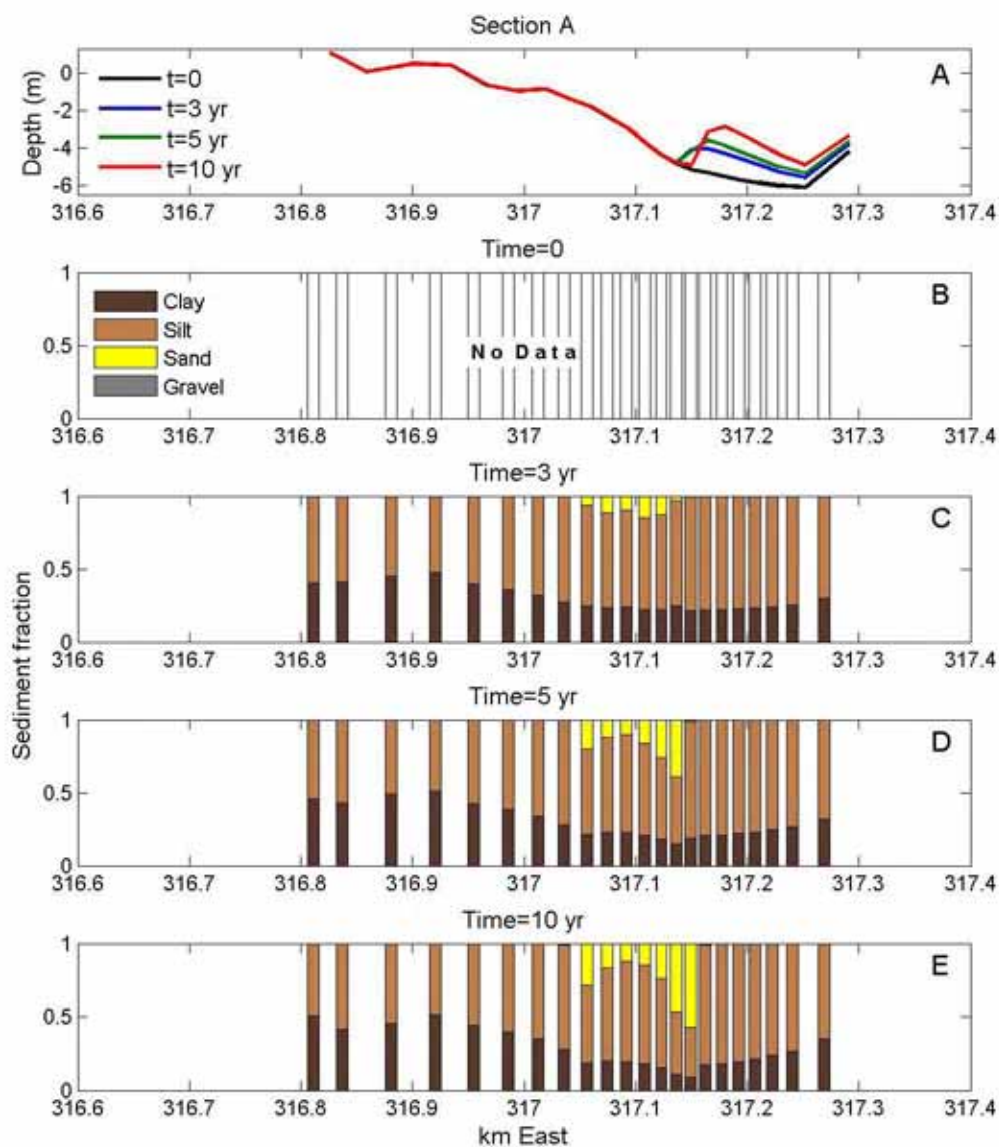 Section A
A
Depth (m)
0
-2
-4
-6
t=0
t=3 yr
t=5 yr
t=10 yr
316.6 316.7 316.8 316.9 317 317.1 317.2 317.3 317.4
Time=0
B
1
0.5
0
Clay
Silt
Sand
Gravel
No Data
316.6 316.7 316.8 316.9 317 317.1 317.2 317.3 317.4
Time=3 yr
C
1
0.5
0
316.6 316.7 316.8 316.9 317 317.1 317.2 317.3 317.4
Sediment fraction
Time=5 yr
D
1
0.5
0
316.6 316.7 316.8 316.9 317 317.1 317.2 317.3 317.4
Time=10 yr
E
1
0.5
0
316.6 316.7 316.8 316.9 317 317.1 317.2 317.3 317.4
km East